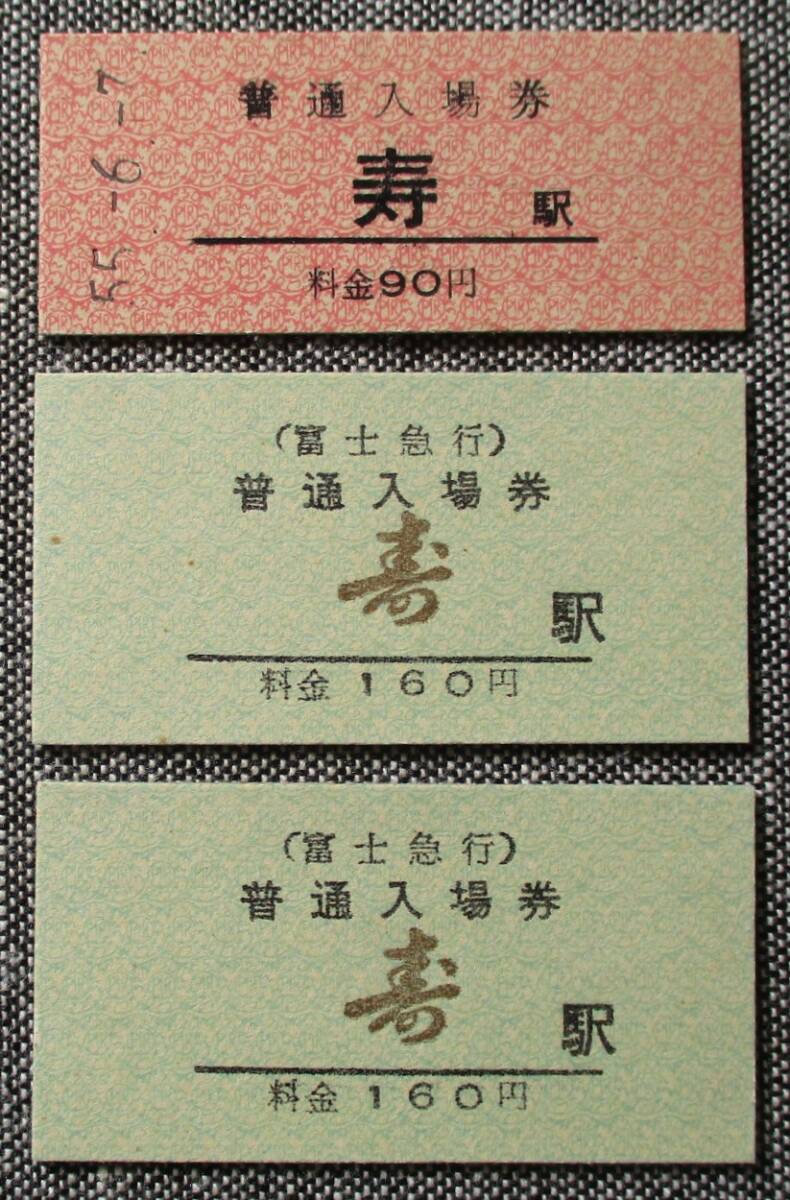 55-6.-7
普通入場券
寿駅
料金90円
(富士急行)
普通入場券
寿駅
料金160円
(富士急行)
普通入場券
寿駅
料金160円